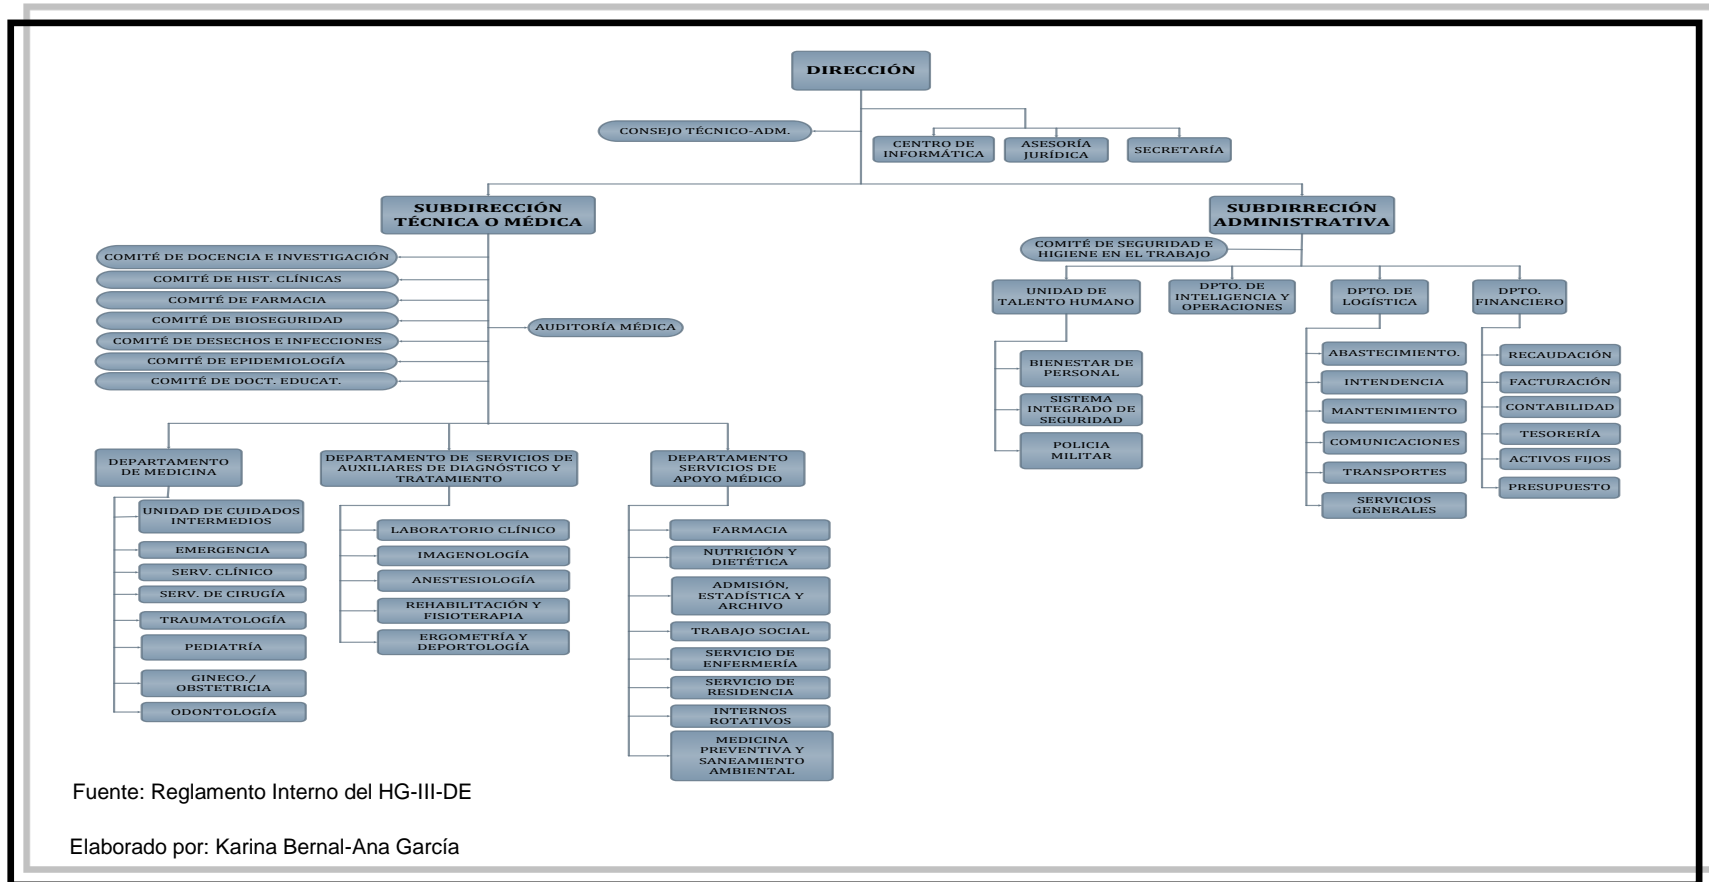 DIRECCIÓN
CONSEJO TÉCNICO-ADM.
CENTRO DE
INFORMÁTICA
ASESORÍA
JURÍDICA
SECRETARÍA
SUBDIRECCIÓN
TÉCNICA O MÉDICA
COMITÉ DE DOCENCIA E INVESTIGACIÓN
COMITÉ DE HIST. CLÍNICAS
COMITÉ DE FARMACIA
COMITÉ DE BIOSEGURIDAD
COMITÉ DE DESECHOS E INFECCIONES
COMITÉ DE EPIDEMIOLOGÍA
COMITÉ DE DOCT. EDUCAT.
AUDITORÍA MÉDICA
DEPARTAMENTO
DE MEDICINA
UNIDAD DE CUIDADOS
INTERMEDIOS
EMERGENCIA
SERV. CLÍNICO
SERV. DE CIRUGÍA
TRAUMATOLOGÍA
PEDIATRÍA
GINECO./
OBSTETRICIA
ODONTOLOGÍA
DEPARTAMENTO DE SERVICIOS DE
AUXILIARES DE DIAGNÓSTICO Y
TRATAMIENTO
LABORATORIO CLÍNICO
IMAGENOLOGÍA
ANESTESIOLOGÍA
REHABILITACIÓN Y
FISIOTERAPIA
ERGOMETRÍA Y
DEPORTOLOGÍA
DEPARTAMENTO
SERVICIOS DE
APOYO MÉDICO
FARMACIA
NUTRICIÓN Y
DIETÉTICA
ADMISIÓN,
ESTADÍSTICA Y
ARCHIVO
TRABAJO SOCIAL
SERVICIO DE
ENFERMERÍA
SERVICIO DE
RESIDENCIA
INTERNOS
ROTATIVOS
MEDICINA
PREVENTIVA Y
SANEAMIENTO
AMBIENTAL
SUBDIRRECIÓN
ADMINISTRATIVA
COMITÉ DE SEGURIDAD E
HIGIENE EN EL TRABAJO
UNIDAD DE
TALENTO HUMANO
BIENESTAR DE
PERSONAL
SISTEMA
INTEGRADO DE
SEGURIDAD
POLICIA
MILITAR
DPTO. DE
INTELIGENCIA Y
OPERACIONES
DPTO. DE
LOGÍSTICA
ABASTECIMIENTO.
INTENDENCIA
MANTENIMIENTO
COMUNICACIONES
TRANSPORTES
SERVICIOS
GENERALES
DPTO.
FINANCIERO
RECAUDACIÓN
FACTURACIÓN
CONTABILIDAD
TESORERÍA
ACTIVOS FIJOS
PRESUPUESTO
Fuente: Reglamento Interno del HG-III-DE
Elaborado por: Karina Bernal-Ana García